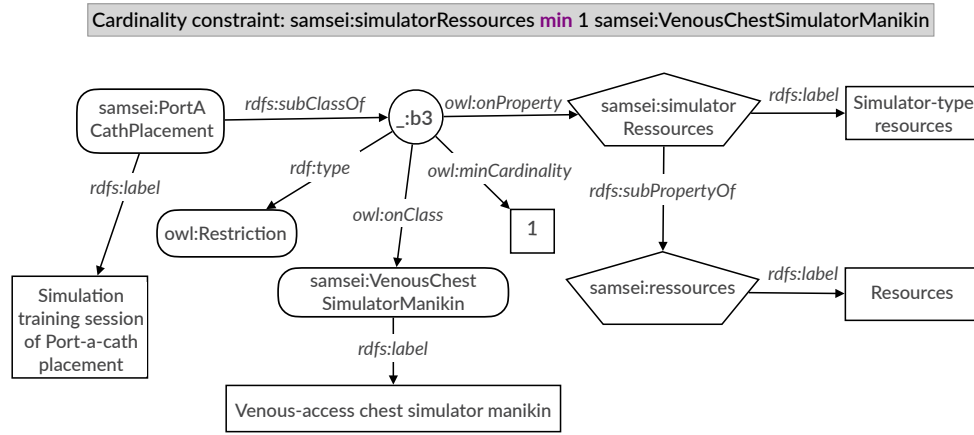 Cardinality constraint: samsei:simulatorRessources min 1 samsei:VenousChestSimulatorManikin
samsei:PortA
CathPlacement
rdfs:subClassOf
_:b3
owl:onProperty
samsei:simulator
Ressources
rdfs:label
Simulator-type
resources
rdfs:label
rdf:type
owl:onClass
owl:minCardinality
rdfs:subPropertyOf
owl:Restriction
1
Simulation
training session
of Port-a-cath
placement
samsei:VenousChest
SimulatorManikin
samsei:ressources
rdfs:label
Resources
rdfs:label
Venous-access chest simulator manikin